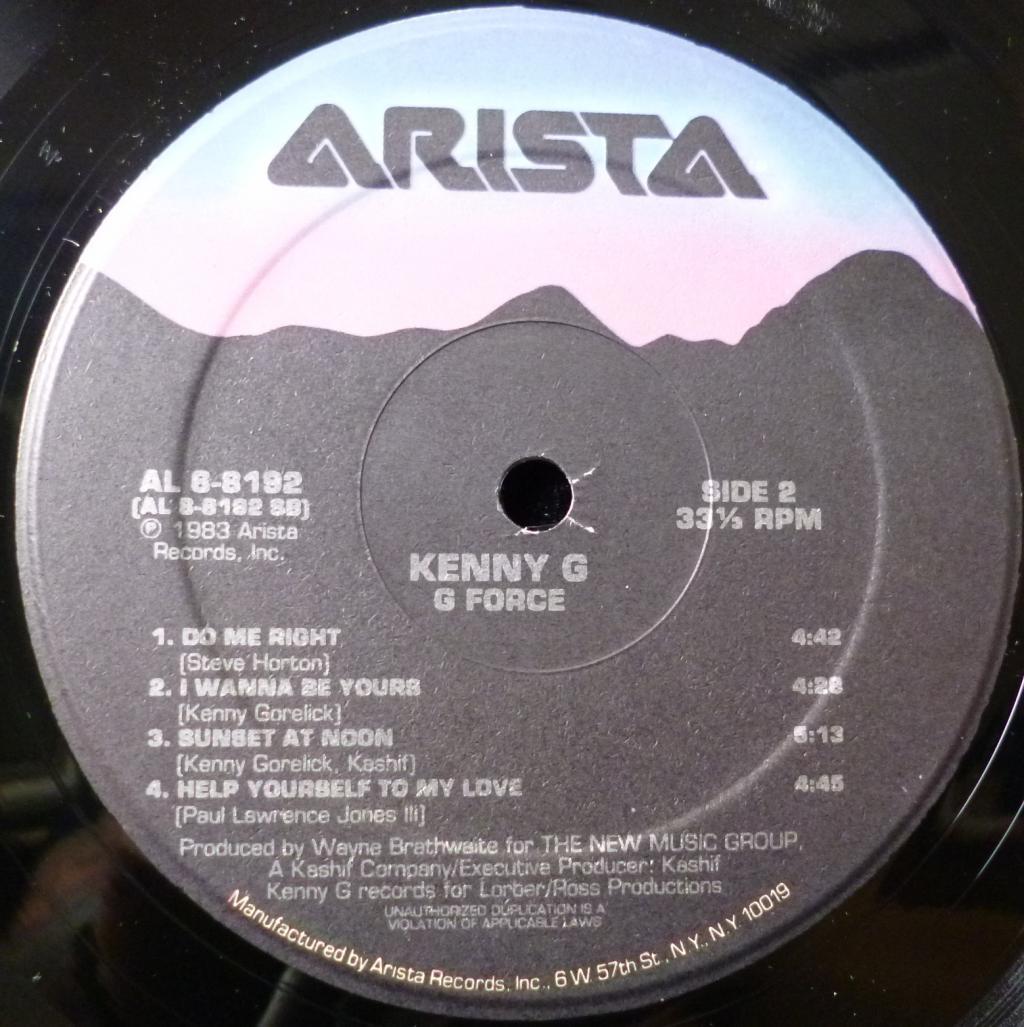 ARISTA
AL 8-8192
(AL 8-8192 SB)
℗ 1983 Arista
Records, Inc.
SIDE 2
33⅓ RPM
KENNY G
G FORCE
1. DO ME RIGHT 4:42
(Steve Horton)
2. I WANNA BE YOURS 4:28
(Kenny Gorelick)
3. SUNSET AT NOON 5:13
(Kenny Gorelick, Kashif)
4. HELP YOURSELF TO MY LOVE 4:45
(Paul Lawrence Jones III)
Produced by Wayne Brathwaite for THE NEW MUSIC GROUP,
A Kashif Company/Executive Producer: Kashif
Kenny G records for Lorber/Ross Productions
UNAUTHORIZED DUPLICATION IS A
VIOLATION OF APPLICABLE LAWS
Manufactured by Arista Records, Inc., 6 W. 57th St., N.Y., N.Y. 10019